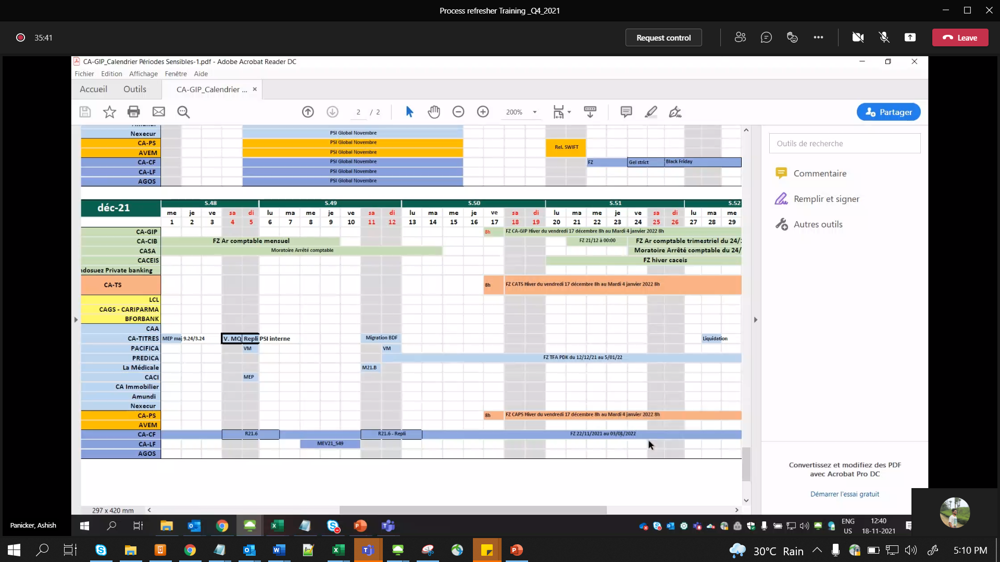 Process refresher Training _Q4_2021
35:41
Request control
Leave
CA-GIP_Calendrier Périodes Sensibles-1.pdf - Adobe Acrobat Reader DC
Fichier Edition Affichage Fenêtre Aide
Accueil Outils CA-GIP_Calendrier ... ×
2 / 2 200% Partager
Amundi
Nexecur PSI Global Novembre
CA-PS PSI Global Novembre
Rel. SWIFT
AVEM PSI Global Novembre
CA-CF PSI Global Novembre FZ Gel strict Black Friday
CA-LF PSI Global Novembre
AGOS PSI Global Novembre
déc-21 S.48 S.49 S.50 S.51 S.52
me je ve sa di lu ma me je ve sa di lu ma me je ve sa di lu ma me je ve sa di lu ma me
1 2 3 4 5 6 7 8 9 10 11 12 13 14 15 16 17 18 19 20 21 22 23 24 25 26 27 28 29
CA-GIP 8h FZ CA-GIP Hiver du vendredi 17 décembre 8h au Mardi 4 janvier 2022 8h
CA-CIB FZ Ar comptable mensuel FZ 21/12 à 00:00 FZ Ar comptable trimestriel du 24/
CASA Moratoire Arrêté comptable Moratoire Arrêté comptable du 24/
CACEIS FZ hiver caceis
ndosuez Private banking
CA-TS 8h FZ CATS Hiver du vendredi 17 décembre 8h au Mardi 4 janvier 2022 8h
LCL
CAGS - CARIPARMA
BFORBANK
CAA
CA-TITRES MEP maj 9.24/3.24 V. MQ Repli PSI interne Migration BDF Liquidation
PACIFICA VM VM
PREDICA FZ TFA PDK du 12/12/21 au 5/01/22
La Médicale M21.B
CACI MEP
CA Immobilier
Amundi
Nexecur
CA-PS 8h FZ CAPS Hiver du vendredi 17 décembre 8h au Mardi 4 janvier 2022 8h
AVEM
CA-CF R21.6 R21.6 - Repli FZ 22/11/2021 au 03/01/2022
CA-LF MEV21_S49
AGOS
297 x 420 mm
Outils de recherche
Commentaire
Remplir et signer
Autres outils
Convertissez et modifiez des PDF
avec Acrobat Pro DC
Démarrer l'essai gratuit
Panicker, Ashish
ENG
US
12:40
18-11-2021
30°C Rain 5:10 PM